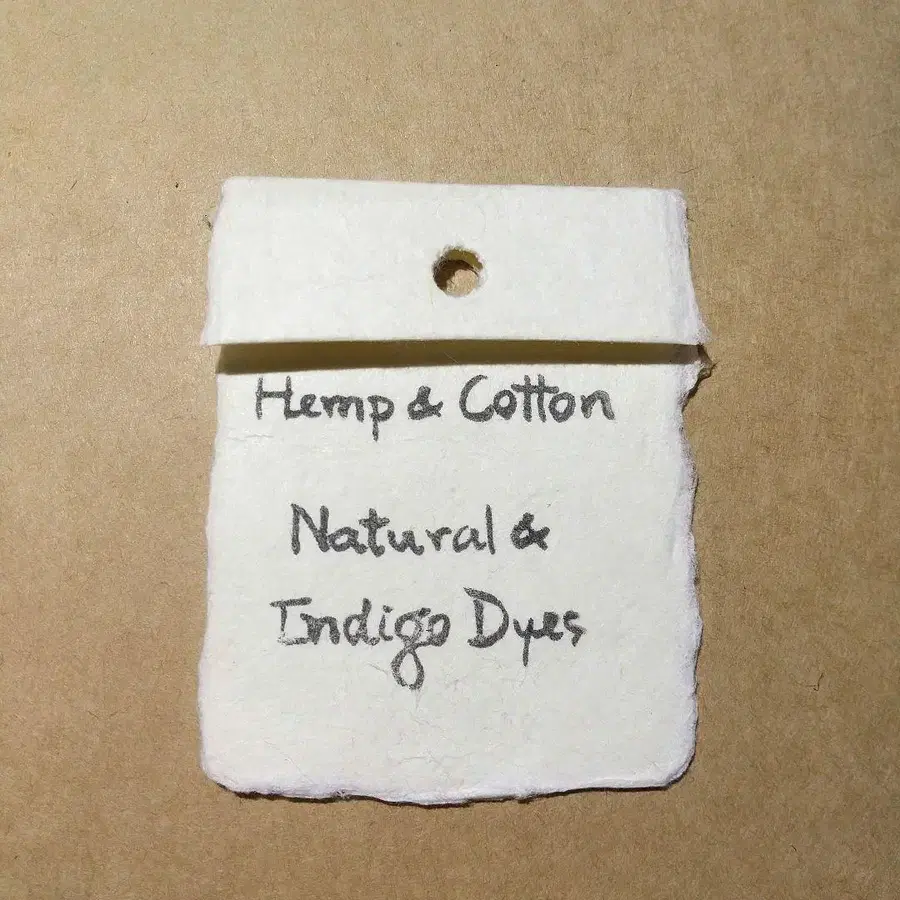 Hemp & Cotton
Natural &
Indigo Dyes